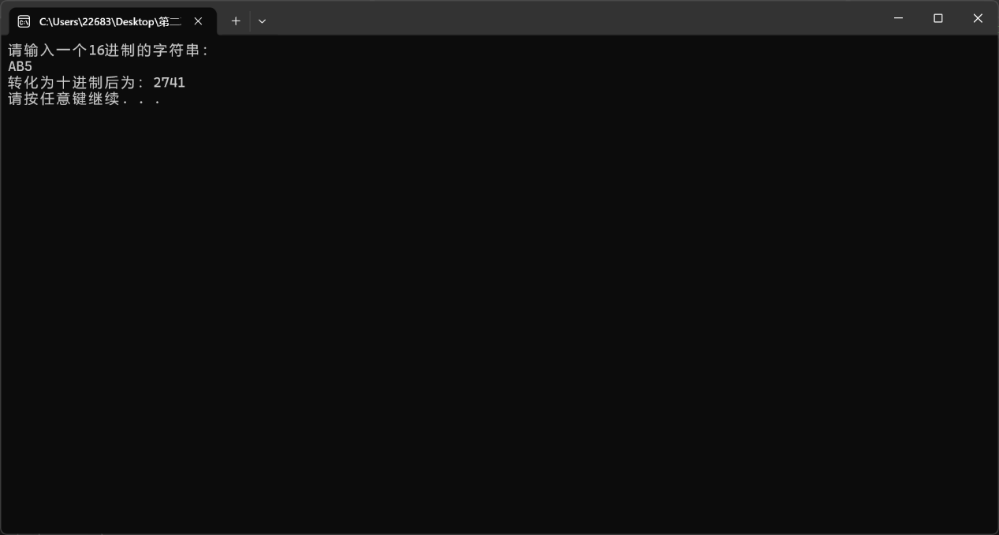 C:\Users\22683\Desktop\第二
请输入一个16进制的字符串：
AB5
转化为十进制后为：2741
请按任意键继续. . .